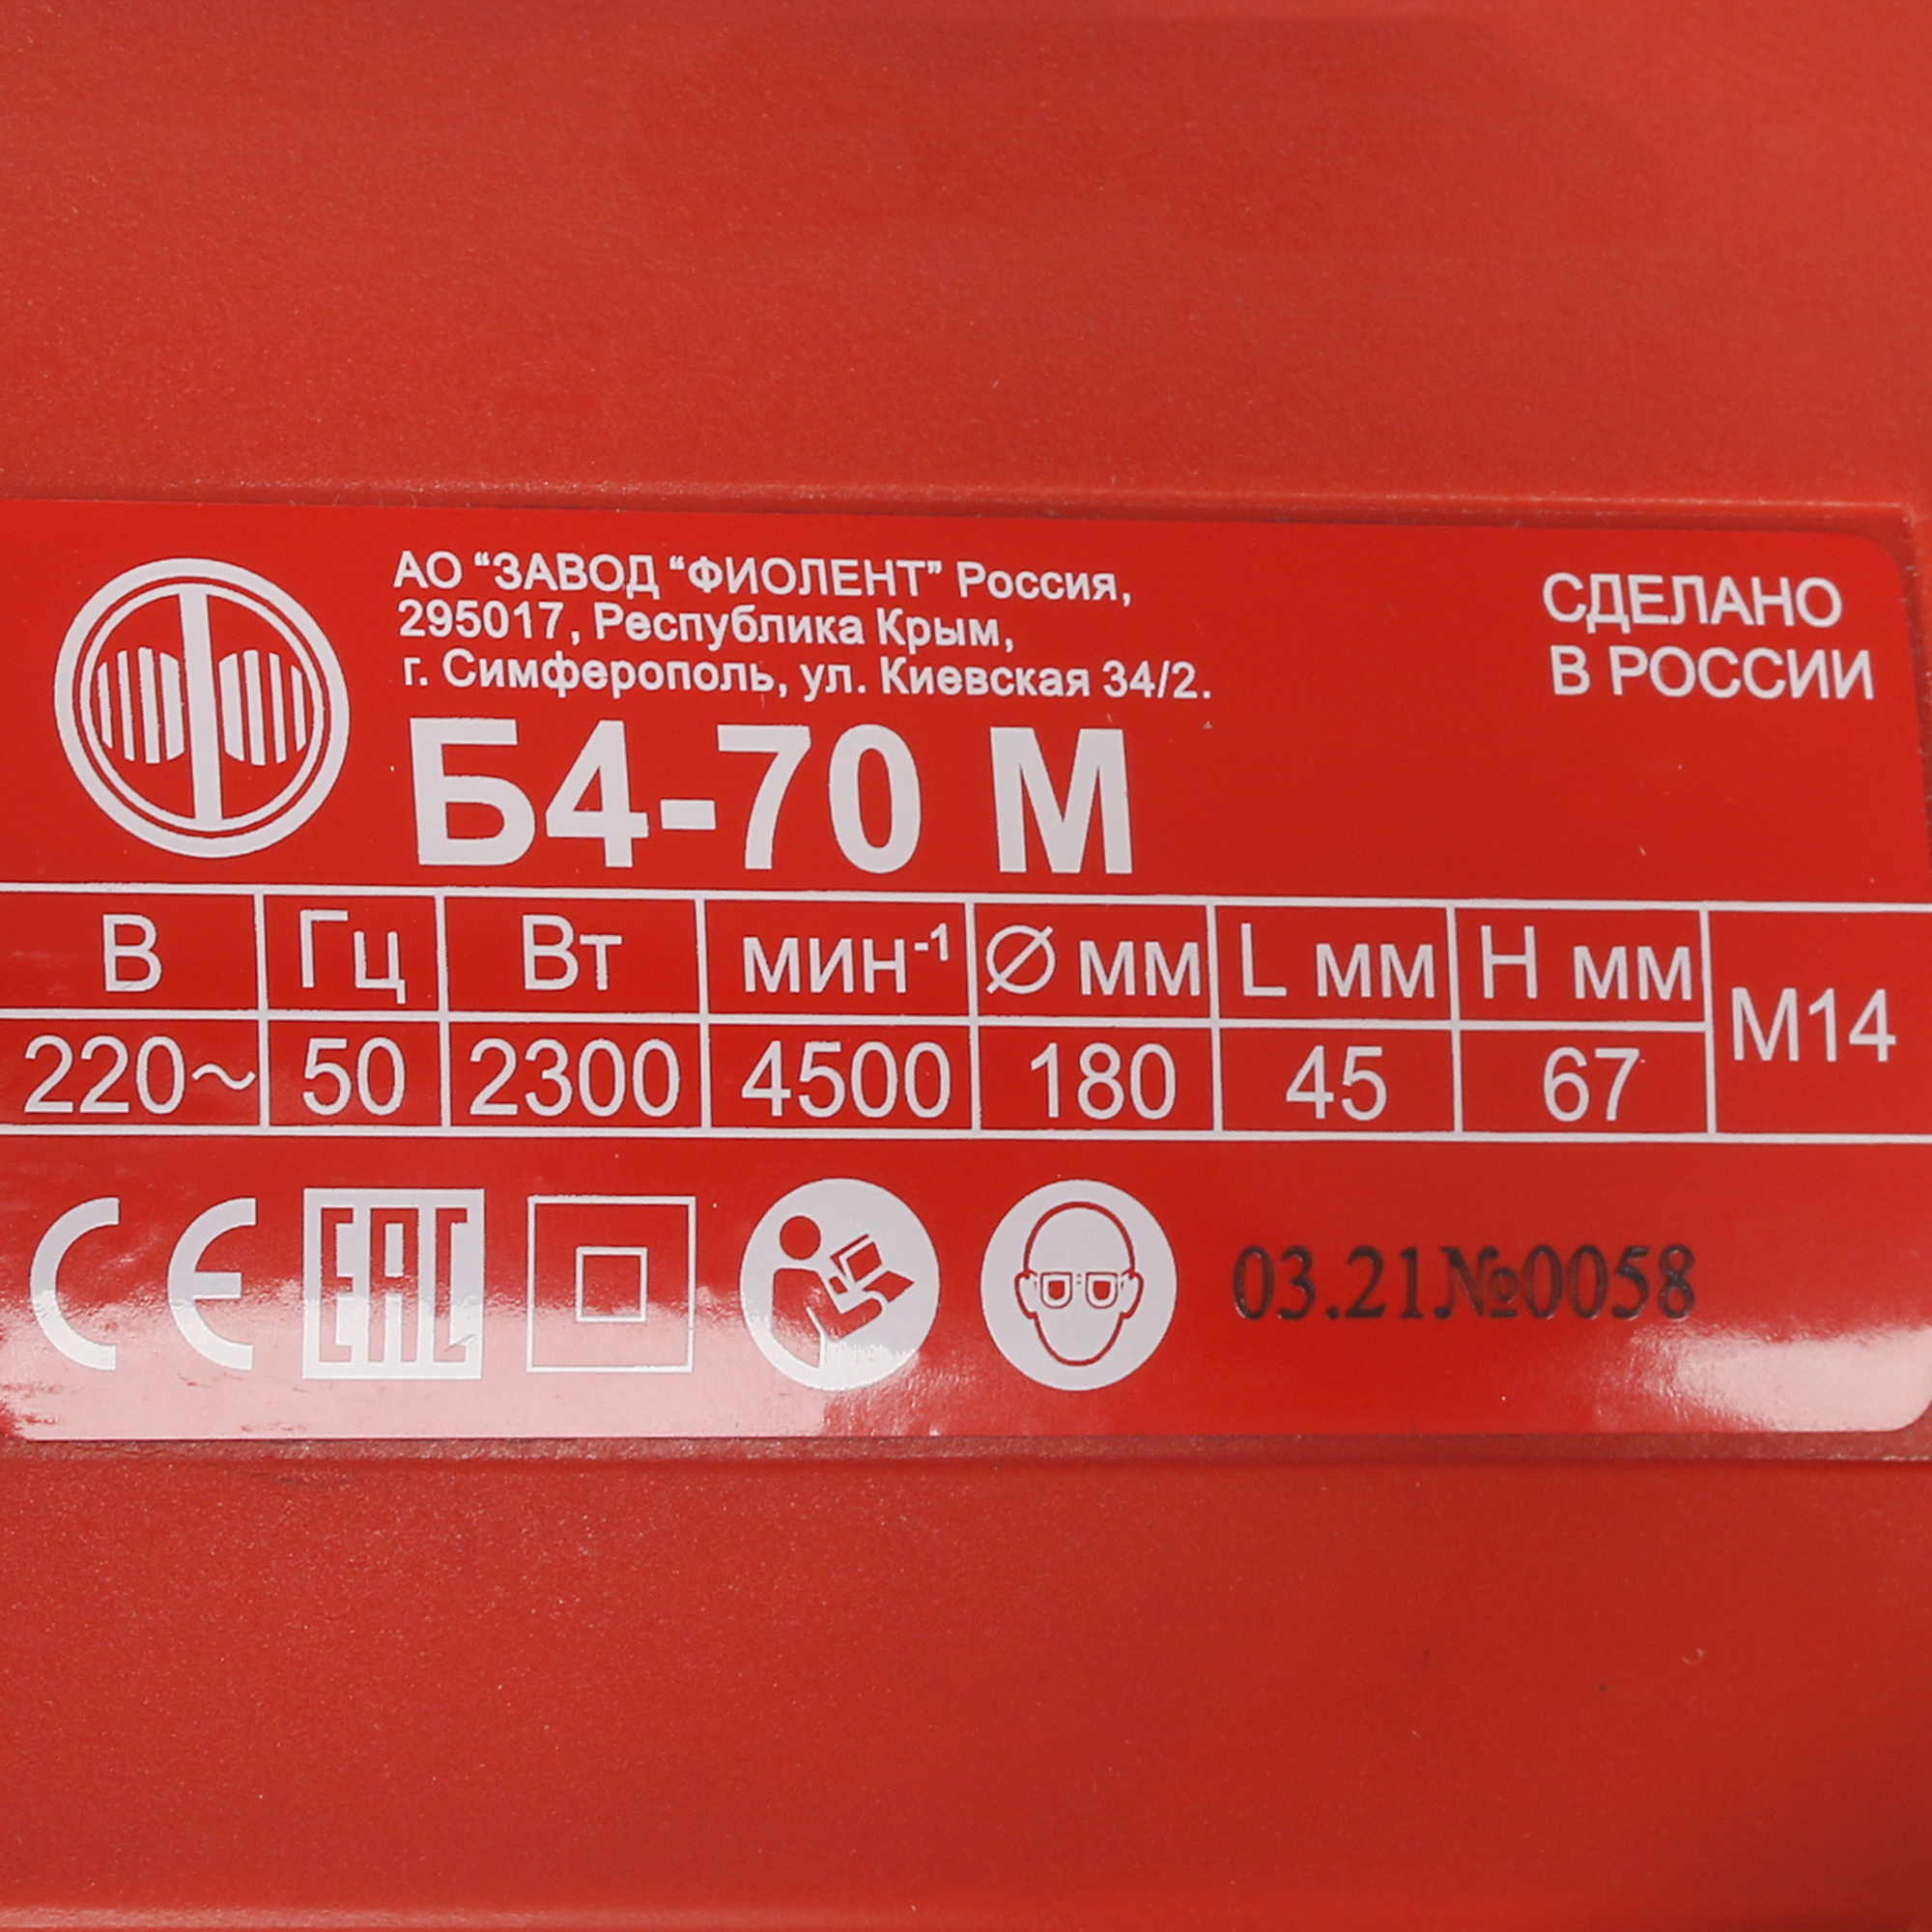 АО “ЗАВОД “ФИОЛЕНТ” Россия,
295017, Республика Крым,
г. Симферополь, ул. Киевская 34/2.
СДЕЛАНО
В РОССИИ
Б4-70 М
В Гц Вт мин-1 Ø мм L мм H мм М14
220~ 50 2300 4500 180 45 67
CE EAC 03.21№0058